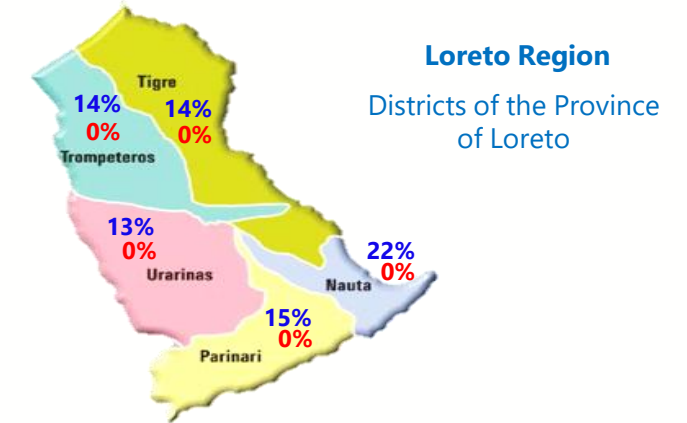 Loreto Region
Districts of the Province
of Loreto
Tigre
14%
0%
14%
0%
Trompeteros
13%
0%
Urarinas
22%
0%
Nauta
15%
0%
Parinari